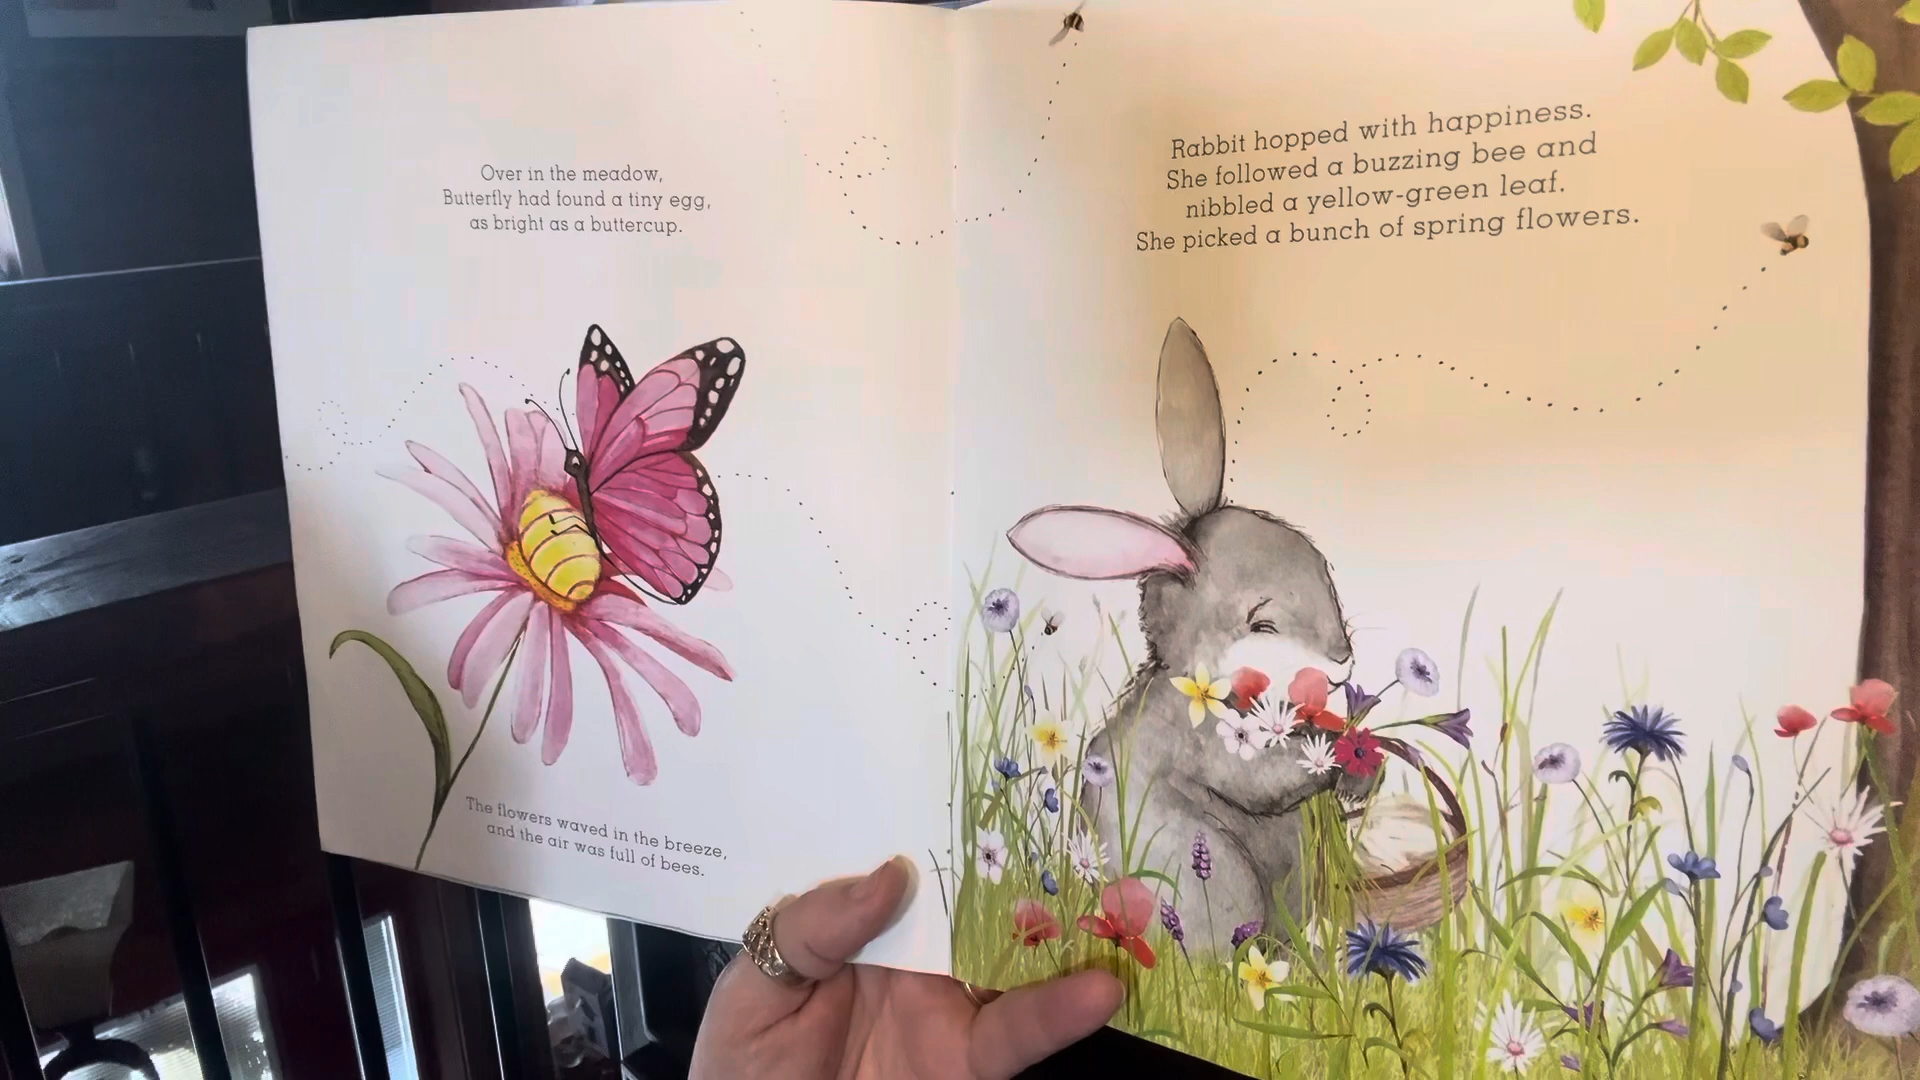 Over in the meadow,
Butterfly had found a tiny egg,
as bright as a buttercup.
The flowers waved in the breeze,
and the air was full of bees.
Rabbit hopped with happiness.
She followed a buzzing bee and
nibbled a yellow-green leaf.
She picked a bunch of spring flowers.